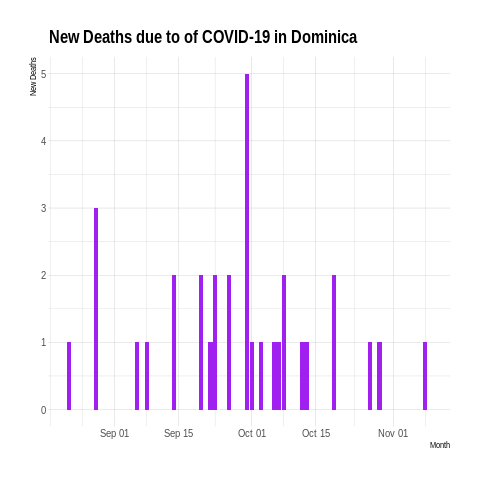 New Deaths due to of COVID-19 in Dominica
New Deaths
5
4
3
2
1
0
Sep 01 Sep 15 Oct 01 Oct 15 Nov 01
Month